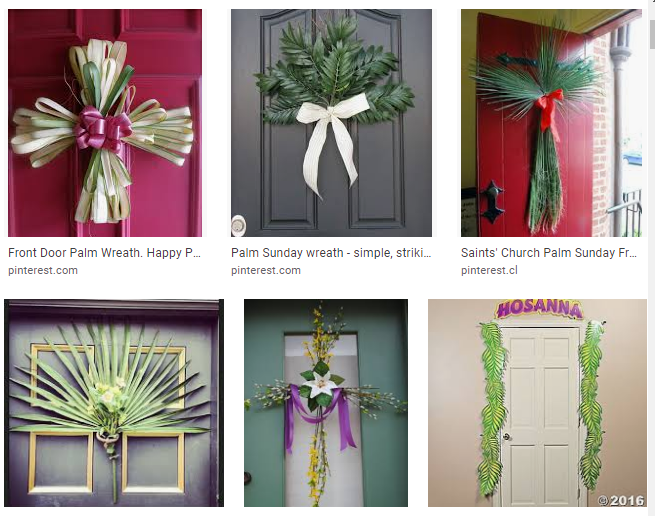 Front Door Palm Wreath. Happy P...
pinterest.com
Palm Sunday wreath - simple, striki...
pinterest.com
Saints' Church Palm Sunday Fr...
pinterest.cl
HOSANNA
©2016